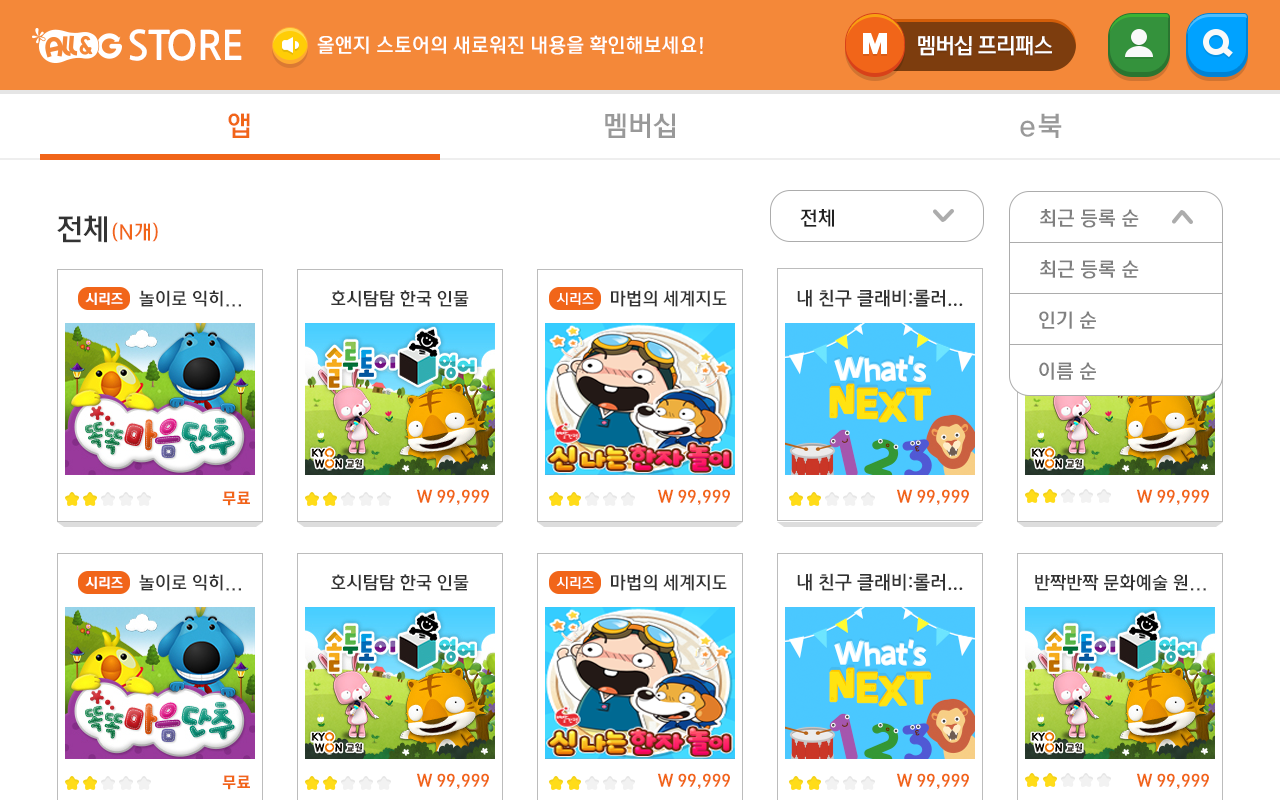 All&G STORE
올앤지 스토어의 새로워진 내용을 확인해보세요!
M 멤버십 프리패스
앱 멤버십 e북
전체(N개)
전체
최근 등록 순
최근 등록 순
인기 순
이름 순
시리즈 놀이로 익히...
호시탐탐 한국 인물
시리즈 마법의 세계지도
내 친구 클래비:롤러...
똑똑 마음 단추
솔루토이 영어
KYOWON 교원
신나는 한자 놀이
What's NEXT
123
KYOWON 교원
무료
₩ 99,999
₩ 99,999
₩ 99,999
₩ 99,999
시리즈 놀이로 익히...
호시탐탐 한국 인물
시리즈 마법의 세계지도
내 친구 클래비:롤러...
반짝반짝 문화예술 원...
똑똑 마음 단추
솔루토이 영어
KYOWON 교원
신나는 한자 놀이
What's NEXT
123
솔루토이 영어
KYOWON 교원
무료
₩ 99,999
₩ 99,999
₩ 99,999
₩ 99,999